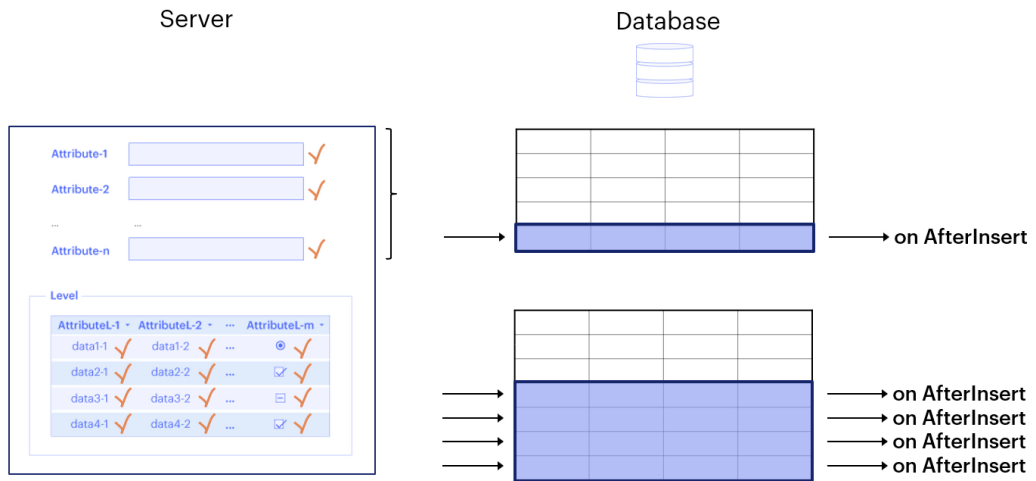 Server
Database
Attribute-1
Attribute-2
... ...
Attribute-n
on AfterInsert
Level
AttributeL-1 AttributeL-2 ... AttributeL-m
data1-1 data1-2 ...
data2-1 data2-2 ...
data3-1 data3-2 ...
data4-1 data4-2 ...
on AfterInsert
on AfterInsert
on AfterInsert
on AfterInsert